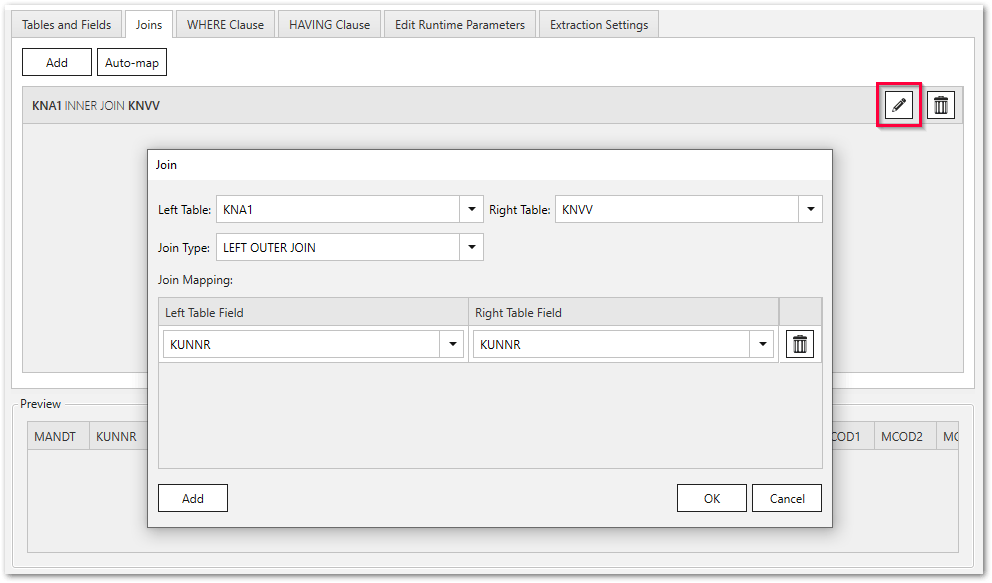 Tables and Fields Joins WHERE Clause HAVING Clause Edit Runtime Parameters Extraction Settings
Add Auto-map
KNA1 INNER JOIN KNVV
Join
Left Table: KNA1 Right Table: KNVV
Join Type: LEFT OUTER JOIN
Join Mapping:
Left Table Field Right Table Field
KUNNR KUNNR
Add OK Cancel
Preview
MANDT KUNNR COD1 MCOD2 MC